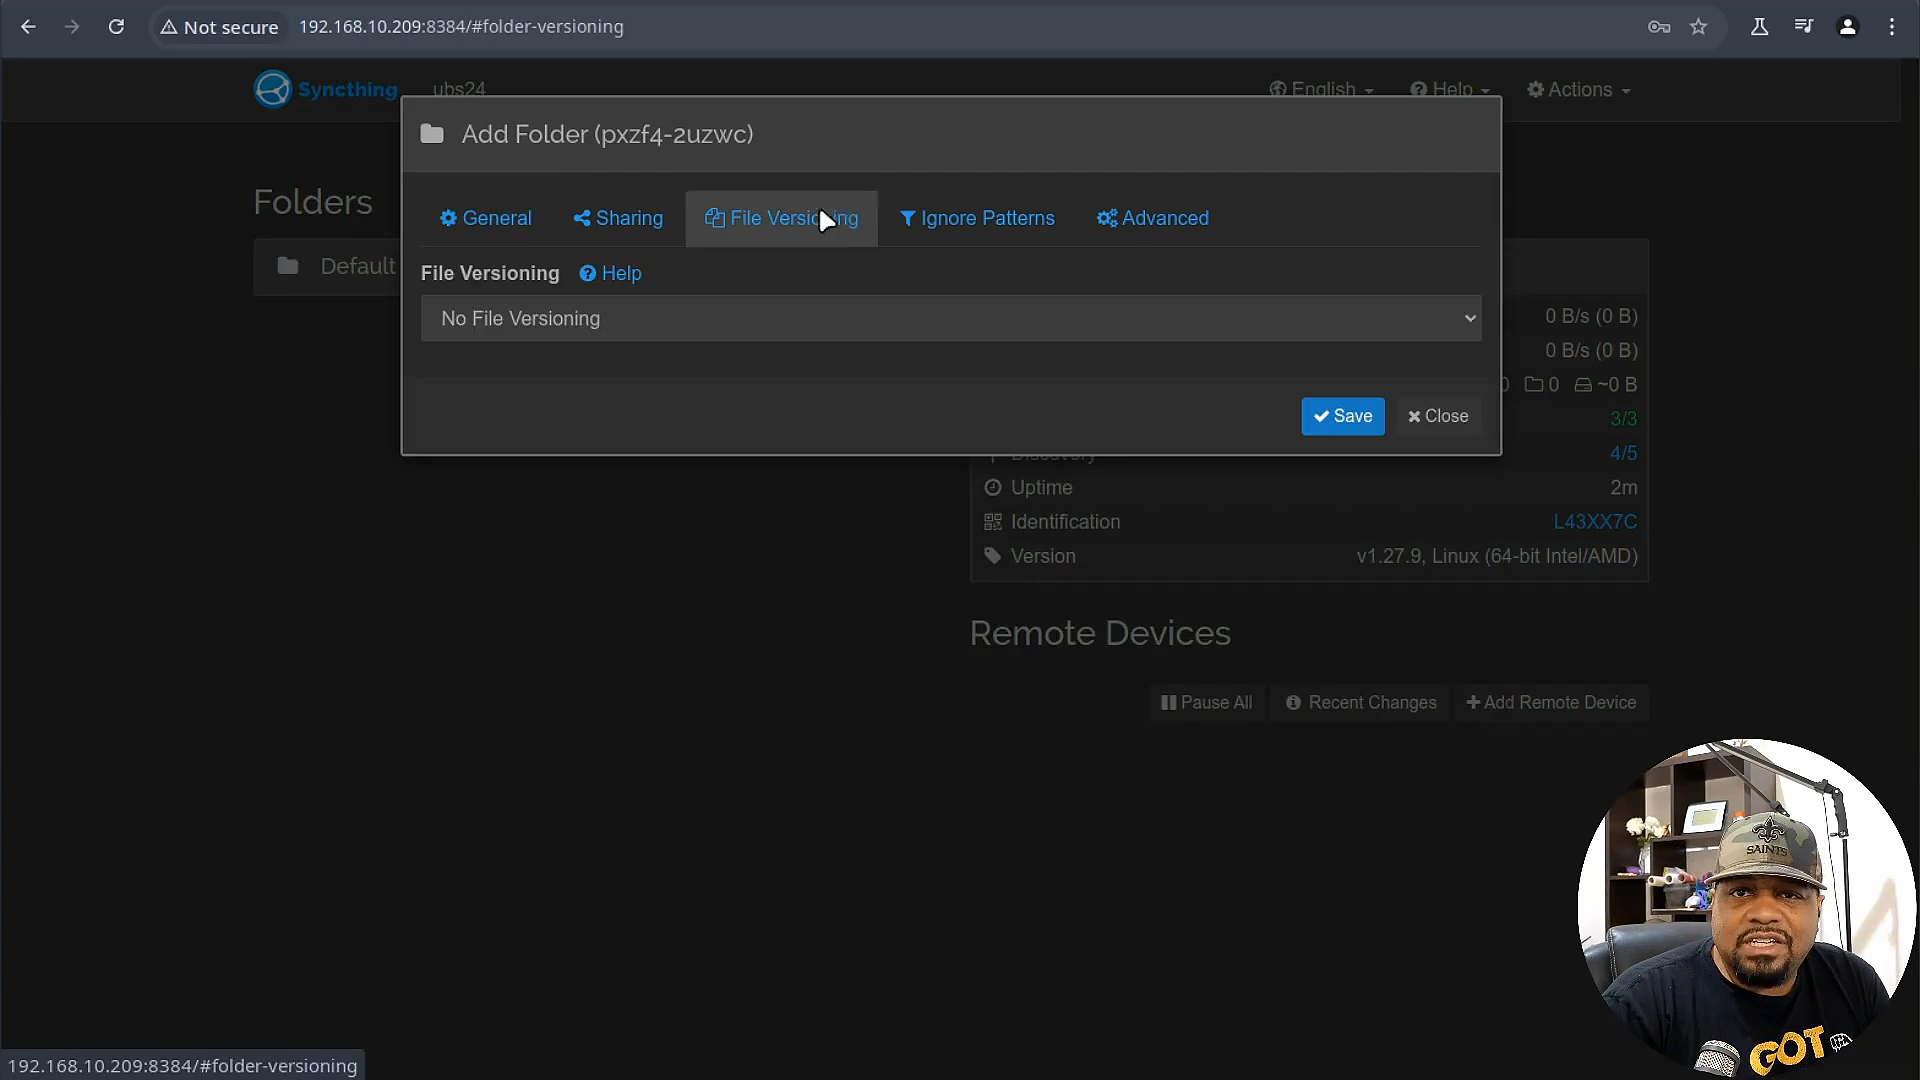 Not secure 192.168.10.209:8384/#folder-versioning
Syncthing ubs24 English Help Actions
Add Folder (pxzf4-2uzwc)
Folders
General Sharing File Versioning Ignore Patterns Advanced
Default
File Versioning Help
No File Versioning
0 B/s (0 B)
0 B/s (0 B)
0 0 ~0 B
Save Close
3/3
Discovery 4/5
Uptime 2m
Identification L43XX7C
Version v1.27.9, Linux (64-bit Intel/AMD)
Remote Devices
Pause All Recent Changes Add Remote Device
SAINTS
GOT
192.168.10.209:8384/#folder-versioning